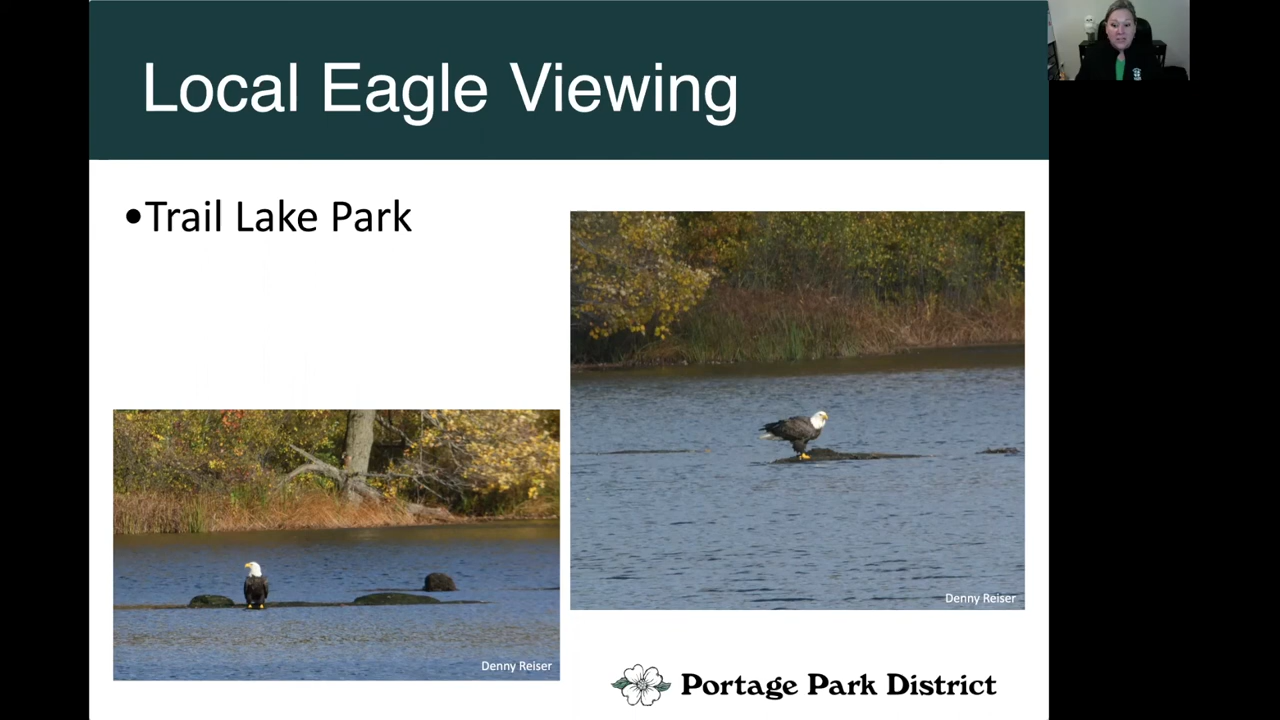 Local Eagle Viewing
•Trail Lake Park
Denny Reiser
Denny Reiser
Portage Park District